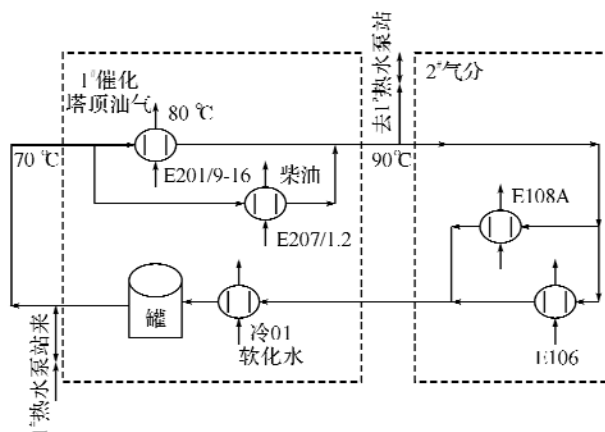 1#催化
塔顶油气
80 ℃
去1#热水泵站
2#气分
70 ℃
90℃
E201/9-16
柴油
E207/1.2
E108A
罐
冷01
软化水
E106
1#热水泵站来